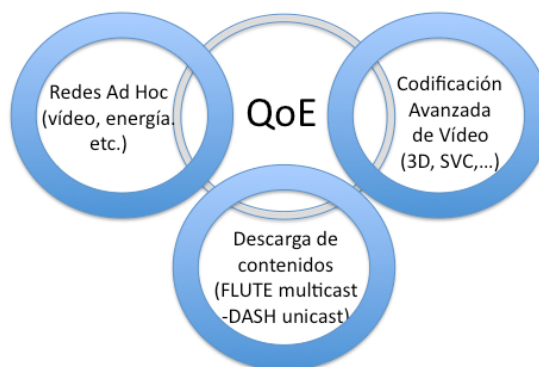 Redes Ad Hoc
(vídeo, energía.
etc.)
QoE
Codificación
Avanzada
de Vídeo
(3D, SVC,...)
Descarga de
contenidos
(FLUTE multicast
-DASH unicast)